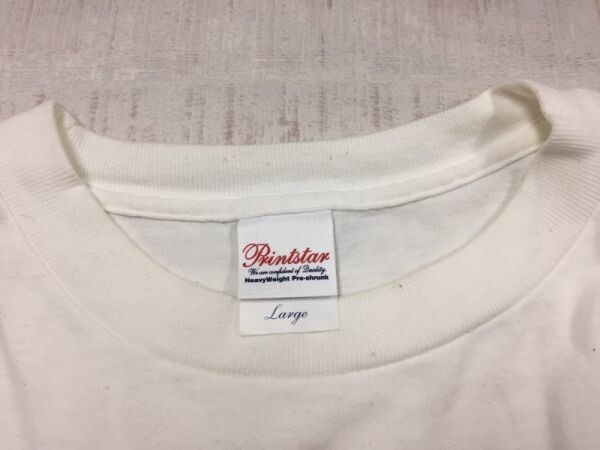 Printstar
We are confident of Quality.
HeavyWeight Pre-shrunk
Large